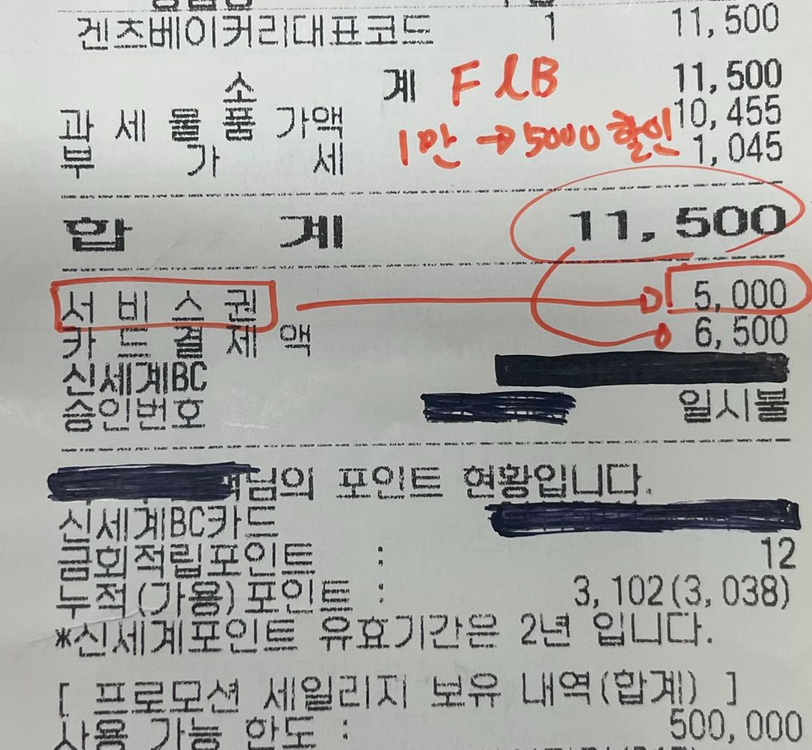 겐츠베이커리대표코드 1 11,500
소 계 11,500
F&B
과 세 물 품 가액 10,455
1만 → 5000 할인
부 가 세 1,045
합 계 11,500
서 비 스 권 5,000
카 드 결 제 액 6,500
신세계BC
승인번호 일시불
님의 포인트 현황입니다.
신세계BC카드
금회적립포인트 : 12
누적(가용)포인트 : 3,102(3,038)
*신세계포인트 유효기간은 2년 입니다.
[ 프로모션 세일리지 보유 내역(합계) ]
사용 가능 한도 : 500,000